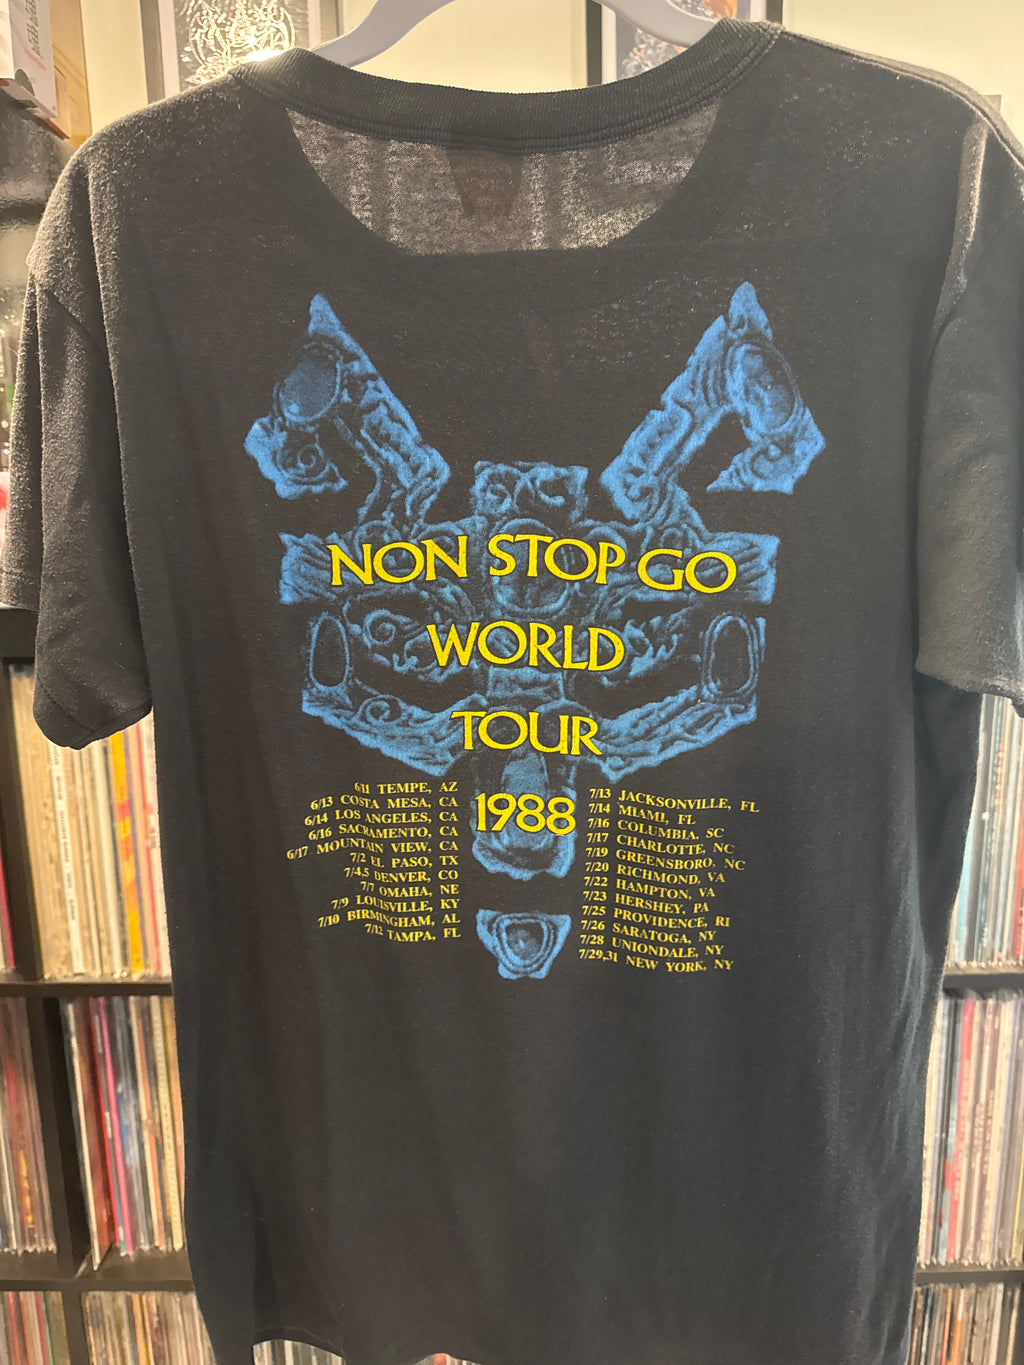 NON STOP GO
WORLD
TOUR
1988
6/11 TEMPE, AZ
6/13 COSTA MESA, CA
6/14 LOS ANGELES, CA
6/16 SACRAMENTO, CA
6/17 MOUNTAIN VIEW, CA
7/2 EL PASO, TX
7/4,5 DENVER, CO
7/7 OMAHA, NE
7/9 LOUISVILLE, KY
7/10 BIRMINGHAM, AL
7/12 TAMPA, FL
7/13 JACKSONVILLE, FL
7/14 MIAMI, FL
7/16 COLUMBIA, SC
7/17 CHARLOTTE, NC
7/19 GREENSBORO, NC
7/20 RICHMOND, VA
7/22 HAMPTON, VA
7/23 HERSHEY, PA
7/25 PROVIDENCE, RI
7/26 SARATOGA, NY
7/28 UNIONDALE, NY
7/29,31 NEW YORK, NY